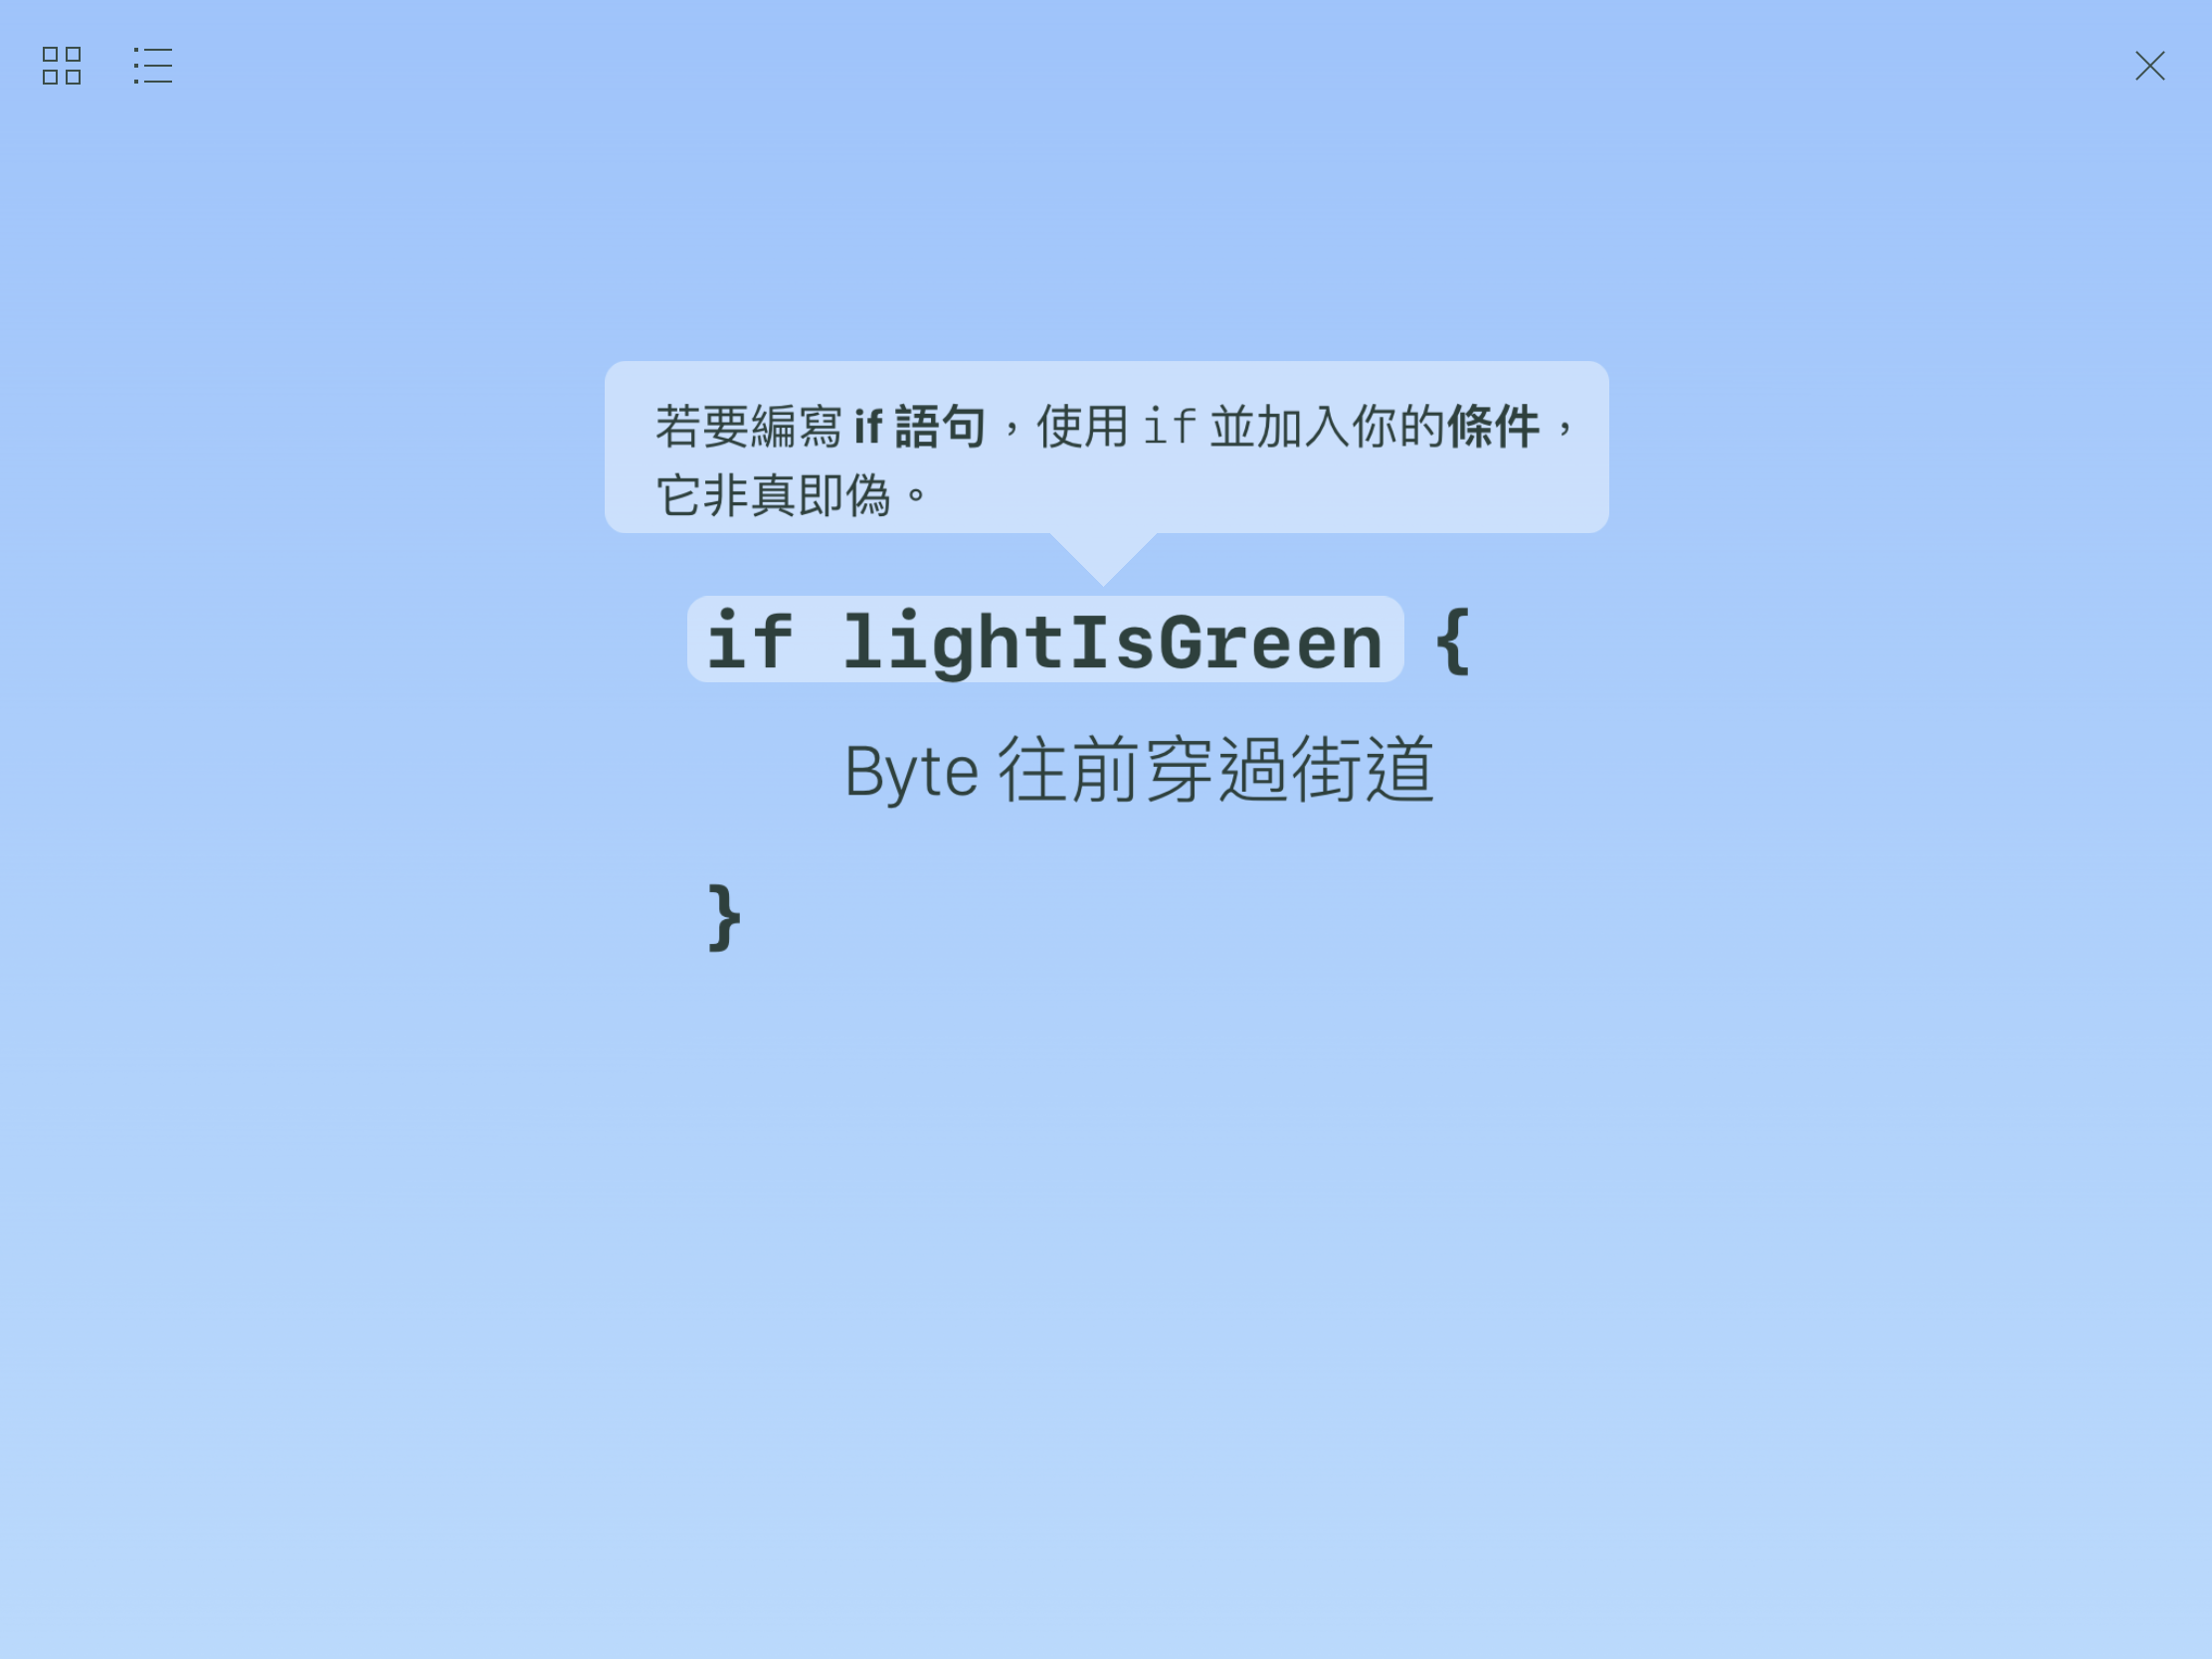 若要編寫 if 語句，使用 if 並加入你的條件，
它非真即偽。
if lightIsGreen {
Byte 往前穿過街道
}